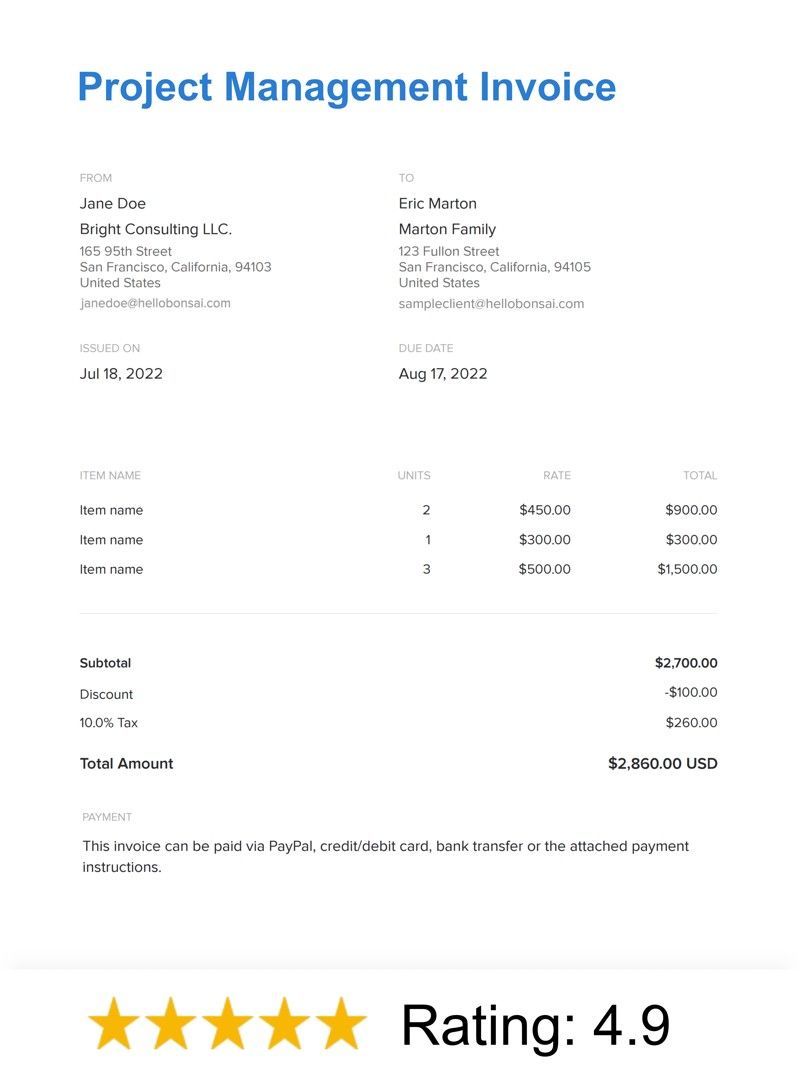 Project Management Invoice
FROM
Jane Doe
Bright Consulting LLC.
165 95th Street
San Francisco, California, 94103
United States
janedoe@hellobonsai.com
TO
Eric Marton
Marton Family
123 Fullon Street
San Francisco, California, 94105
United States
sampleclient@hellobonsai.com
ISSUED ON
Jul 18, 2022
DUE DATE
Aug 17, 2022
ITEM NAME UNITS RATE TOTAL
Item name 2 $450.00 $900.00
Item name 1 $300.00 $300.00
Item name 3 $500.00 $1,500.00
Subtotal $2,700.00
Discount -$100.00
10.0% Tax $260.00
Total Amount $2,860.00 USD
PAYMENT
This invoice can be paid via PayPal, credit/debit card, bank transfer or the attached payment
instructions.
Rating: 4.9